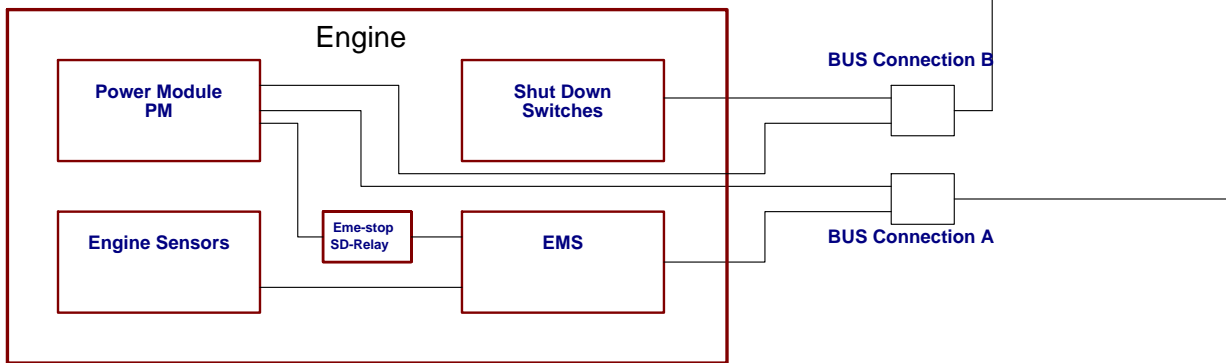 Engine
BUS Connection B
Power Module
PM
Shut Down
Switches
Engine Sensors
Eme-stop
SD-Relay
EMS
BUS Connection A